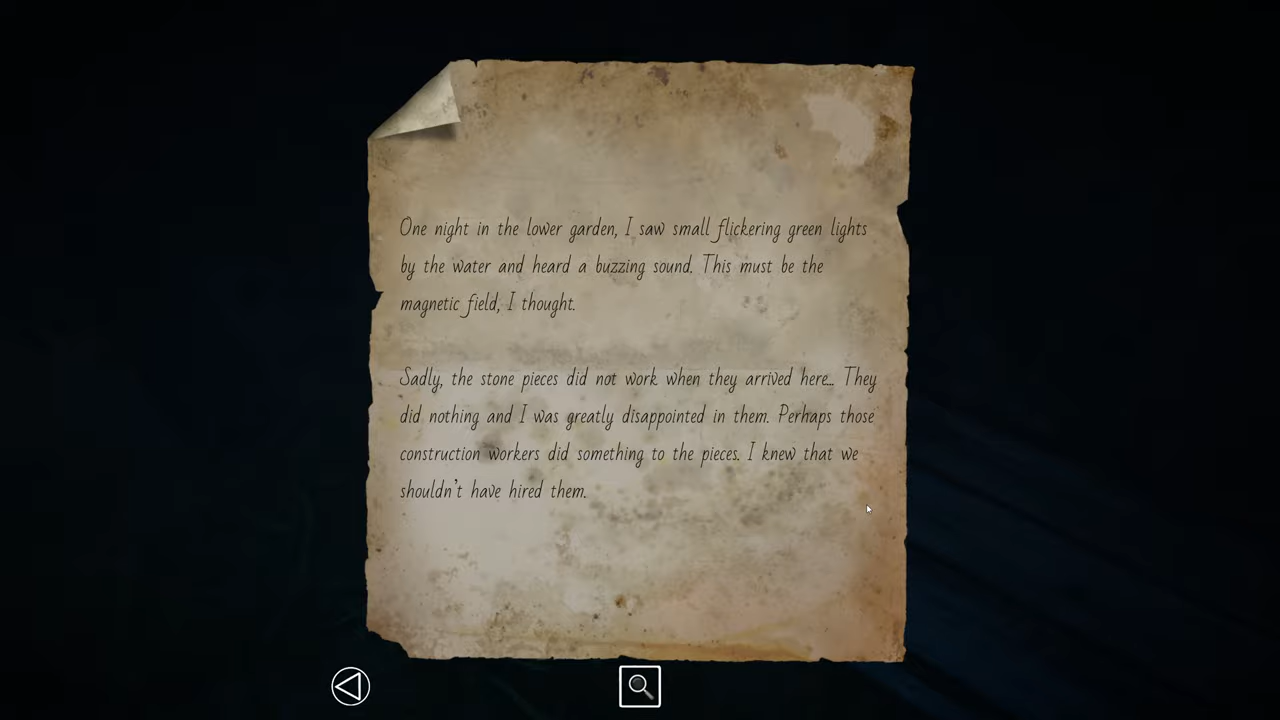 One night in the lower garden, I saw small flickering green lights
by the water and heard a buzzing sound. This must be the
magnetic field, I thought.
Sadly, the stone pieces did not work when they arrived here... They
did nothing and I was greatly disappointed in them. Perhaps those
construction workers did something to the pieces. I knew that we
shouldn't have hired them.